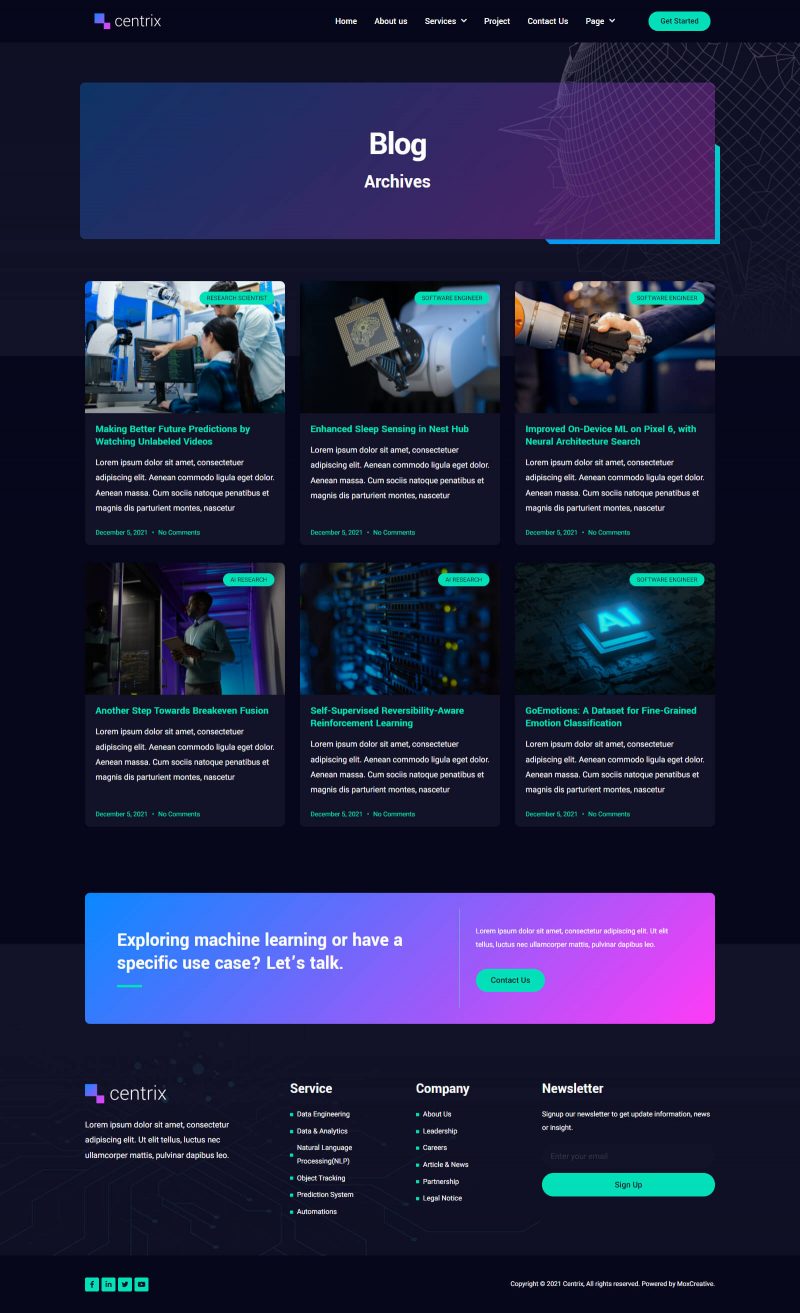 centrix
Home About us Services Project Contact Us Page Get Started
Blog
Archives
RESEARCH SCIENTIST
Making Better Future Predictions by
Watching Unlabeled Videos
Lorem ipsum dolor sit amet, consectetuer
adipiscing elit. Aenean commodo ligula eget dolor.
Aenean massa. Cum sociis natoque penatibus et
magnis dis parturient montes, nascetur
December 5, 2021 • No Comments
SOFTWARE ENGINEER
Enhanced Sleep Sensing in Nest Hub
Lorem ipsum dolor sit amet, consectetuer
adipiscing elit. Aenean commodo ligula eget dolor.
Aenean massa. Cum sociis natoque penatibus et
magnis dis parturient montes, nascetur
December 5, 2021 • No Comments
SOFTWARE ENGINEER
Improved On-Device ML on Pixel 6, with
Neural Architecture Search
Lorem ipsum dolor sit amet, consectetuer
adipiscing elit. Aenean commodo ligula eget dolor.
Aenean massa. Cum sociis natoque penatibus et
magnis dis parturient montes, nascetur
December 5, 2021 • No Comments
AI RESEARCH
Another Step Towards Breakeven Fusion
Lorem ipsum dolor sit amet, consectetuer
adipiscing elit. Aenean commodo ligula eget dolor.
Aenean massa. Cum sociis natoque penatibus et
magnis dis parturient montes, nascetur
December 5, 2021 • No Comments
AI RESEARCH
Self-Supervised Reversibility-Aware
Reinforcement Learning
Lorem ipsum dolor sit amet, consectetuer
adipiscing elit. Aenean commodo ligula eget dolor.
Aenean massa. Cum sociis natoque penatibus et
magnis dis parturient montes, nascetur
December 5, 2021 • No Comments
SOFTWARE ENGINEER
AI
GoEmotions: A Dataset for Fine-Grained
Emotion Classification
Lorem ipsum dolor sit amet, consectetuer
adipiscing elit. Aenean commodo ligula eget dolor.
Aenean massa. Cum sociis natoque penatibus et
magnis dis parturient montes, nascetur
December 5, 2021 • No Comments
Exploring machine learning or have a
specific use case? Let's talk.
Lorem ipsum dolor sit amet, consectetur adipiscing elit. Ut elit
tellus, luctus nec ullamcorper mattis, pulvinar dapibus leo.
Contact Us
centrix
Lorem ipsum dolor sit amet, consectetur
adipiscing elit. Ut elit tellus, luctus nec
ullamcorper mattis, pulvinar dapibus leo.
Service
Data Engineering
Data & Analytics
Natural Language
Processing(NLP)
Object Tracking
Prediction System
Automations
Company
About Us
Leadership
Careers
Article & News
Partnership
Legal Notice
Newsletter
Signup our newsletter to get update information, news
or insight.
Enter your email
Sign Up
Copyright © 2021 Centrix, All rights reserved. Powered by MoxCreative.